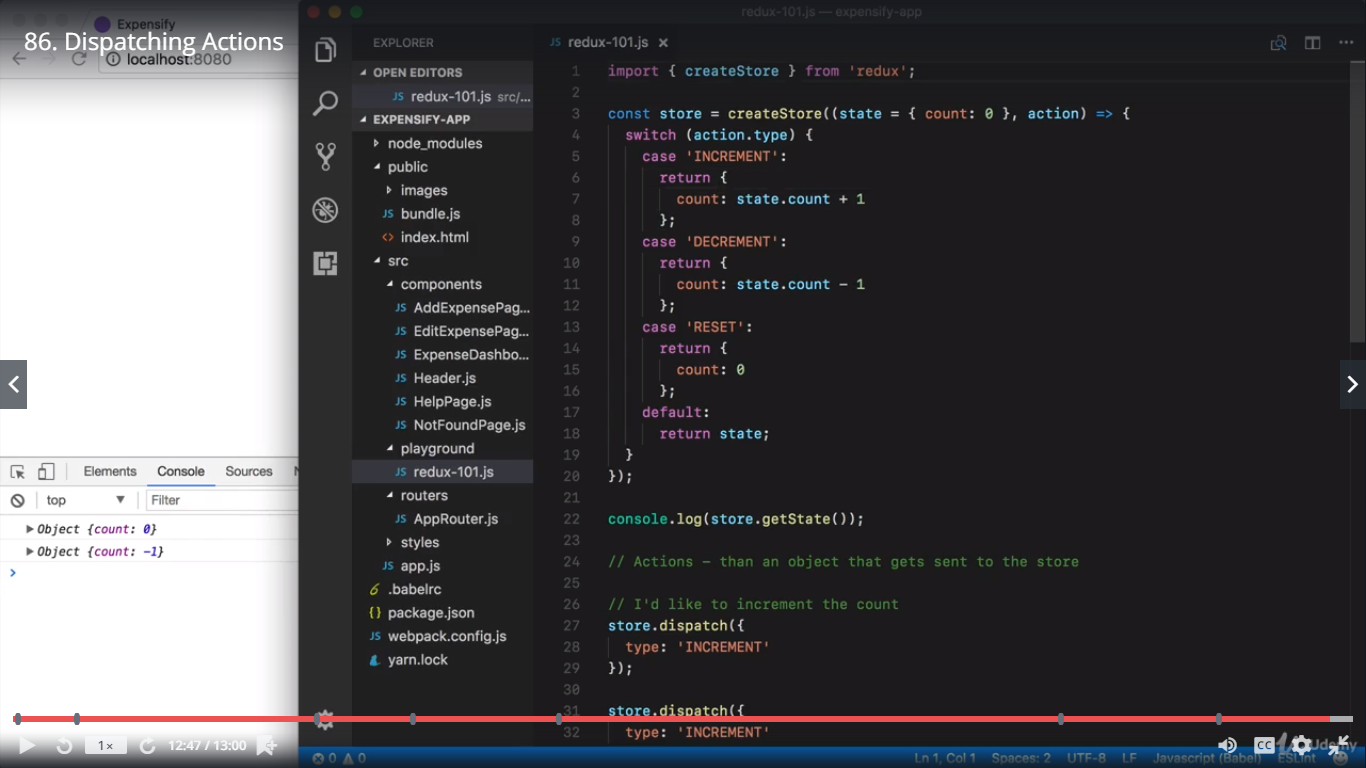 Expensify
redux-101.js — expensify-app
86. Dispatching Actions
localhost:8080
EXPLORER
OPEN EDITORS
JS redux-101.js src/...
EXPENSIFY-APP
node_modules
public
images
JS bundle.js
<> index.html
src
components
JS AddExpensePag...
JS EditExpensePag...
JS ExpenseDashbo...
JS Header.js
JS HelpPage.js
JS NotFoundPage.js
playground
JS redux-101.js
routers
JS AppRouter.js
styles
JS app.js
.babelrc
{} package.json
JS webpack.config.js
yarn.lock
JS redux-101.js
1 import { createStore } from 'redux';
2
3 const store = createStore((state = { count: 0 }, action) => {
4 switch (action.type) {
5 case 'INCREMENT':
6 return {
7 count: state.count + 1
8 };
9 case 'DECREMENT':
10 return {
11 count: state.count - 1
12 };
13 case 'RESET':
14 return {
15 count: 0
16 };
17 default:
18 return state;
19 }
20 });
21
22 console.log(store.getState());
23
24 // Actions - than an object that gets sent to the store
25
26 // I'd like to increment the count
27 store.dispatch({
28 type: 'INCREMENT'
29 });
30
31 store.dispatch({
32 type: 'INCREMENT'
Elements Console Sources
top Filter
Object {count: 0}
Object {count: -1}
1× 12:47 / 13:00
CC
Udemy
0 0 Ln 1, Col 1 Spaces: 2 UTF-8 LF Javascript (Babel) ESLint